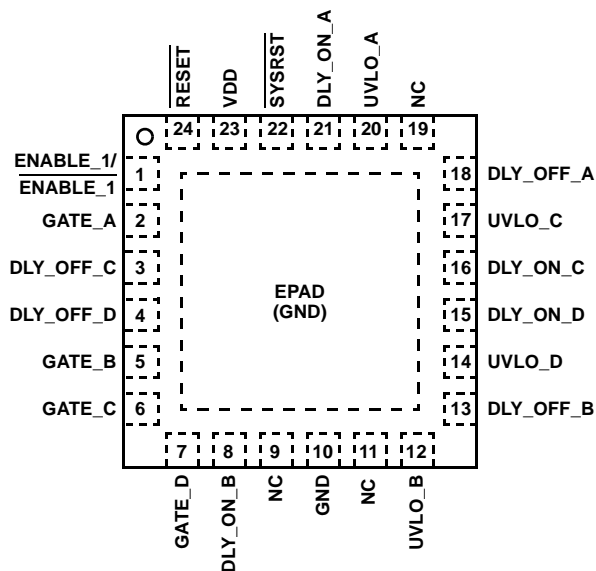 RESET
VDD
SYSRST
DLY_ON_A
UVLO_A
NC
24 23 22 21 20 19
ENABLE_1/
ENABLE_1
1
GATE_A 2
DLY_OFF_C 3
DLY_OFF_D 4
GATE_B 5
GATE_C 6
EPAD
(GND)
18 DLY_OFF_A
17 UVLO_C
16 DLY_ON_C
15 DLY_ON_D
14 UVLO_D
13 DLY_OFF_B
7 8 9 10 11 12
GATE_D
DLY_ON_B
NC
GND
NC
UVLO_B